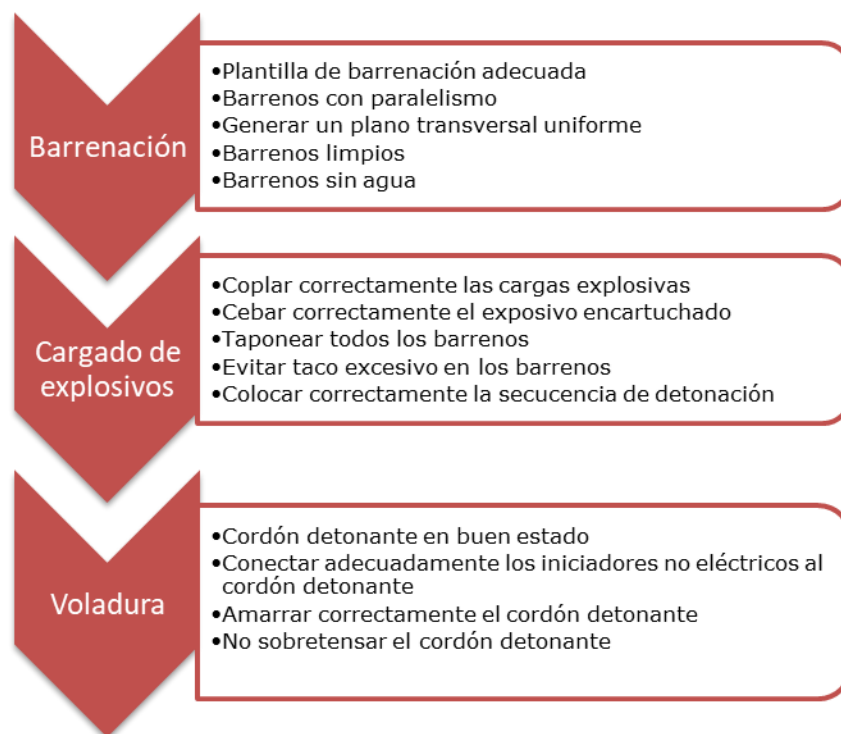 Barrenación
•Plantilla de barrenación adecuada
•Barrenos con paralelismo
•Generar un plano transversal uniforme
•Barrenos limpios
•Barrenos sin agua
Cargado de
explosivos
•Coplar correctamente las cargas explosivas
•Cebar correctamente el exposivo encartuchado
•Taponear todos los barrenos
•Evitar taco excesivo en los barrenos
•Colocar correctamente la secucencia de detonación
Voladura
•Cordón detonante en buen estado
•Conectar adecuadamente los iniciadores no eléctricos al
cordón detonante
•Amarrar correctamente el cordón detonante
•No sobretensar el cordón detonante